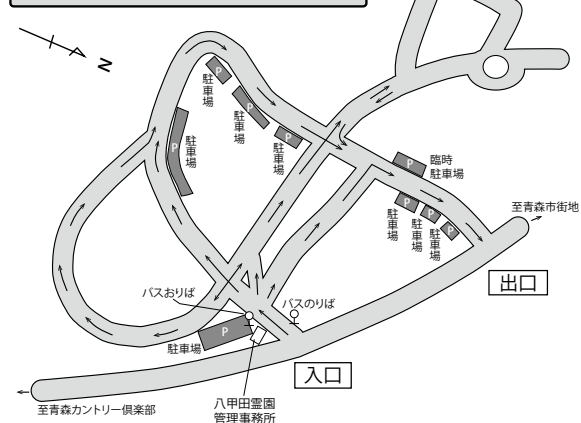 N
P
駐車場
P
駐車場
P
駐車場
P
駐車場
P
臨時
駐車場
P
駐車場
P
駐車場
P
駐車場
至青森市街地
出口
バスおりば
バスのりば
P
駐車場
入口
至青森カントリー倶楽部
八甲田霊園
管理事務所